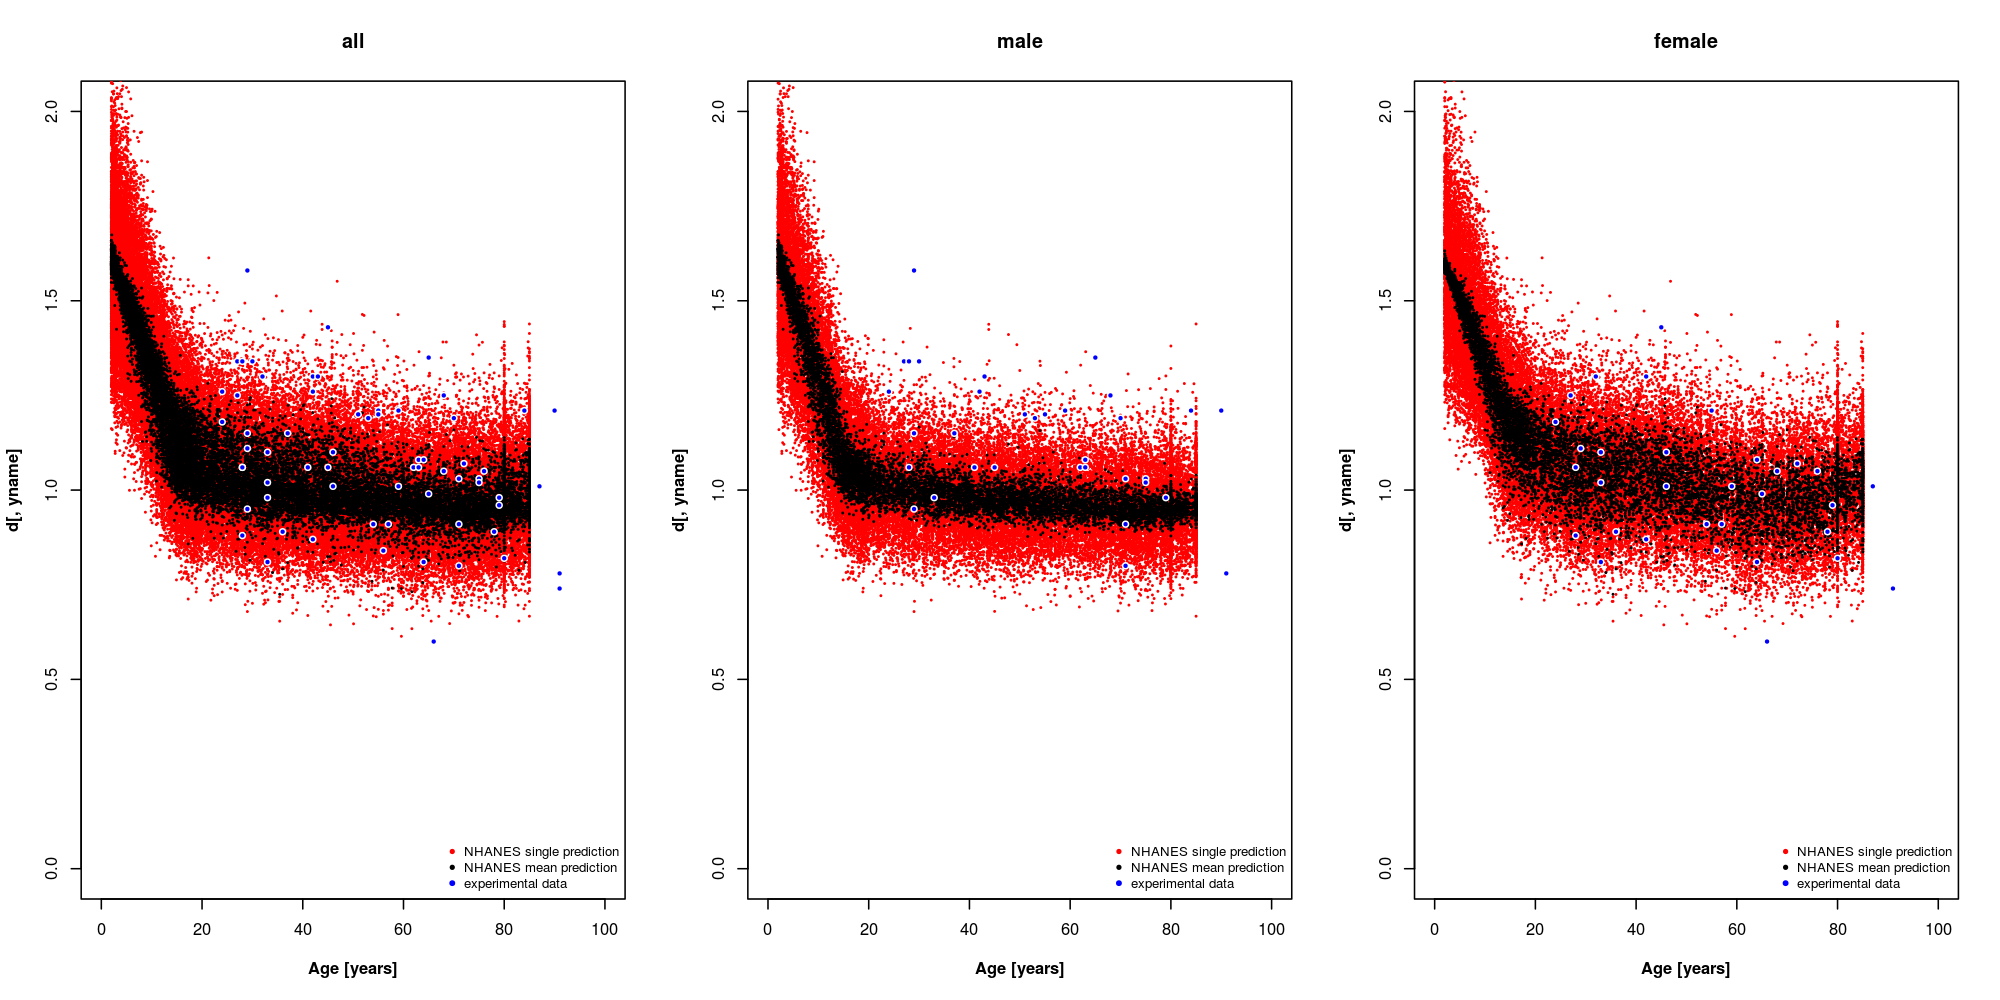 all
d[, yname]
2.0
1.5
1.0
0.5
0.0
NHANES single prediction
NHANES mean prediction
experimental data
0 20 40 60 80 100
Age [years]
male
d[, yname]
2.0
1.5
1.0
0.5
0.0
NHANES single prediction
NHANES mean prediction
experimental data
0 20 40 60 80 100
Age [years]
female
d[, yname]
2.0
1.5
1.0
0.5
0.0
NHANES single prediction
NHANES mean prediction
experimental data
0 20 40 60 80 100
Age [years]